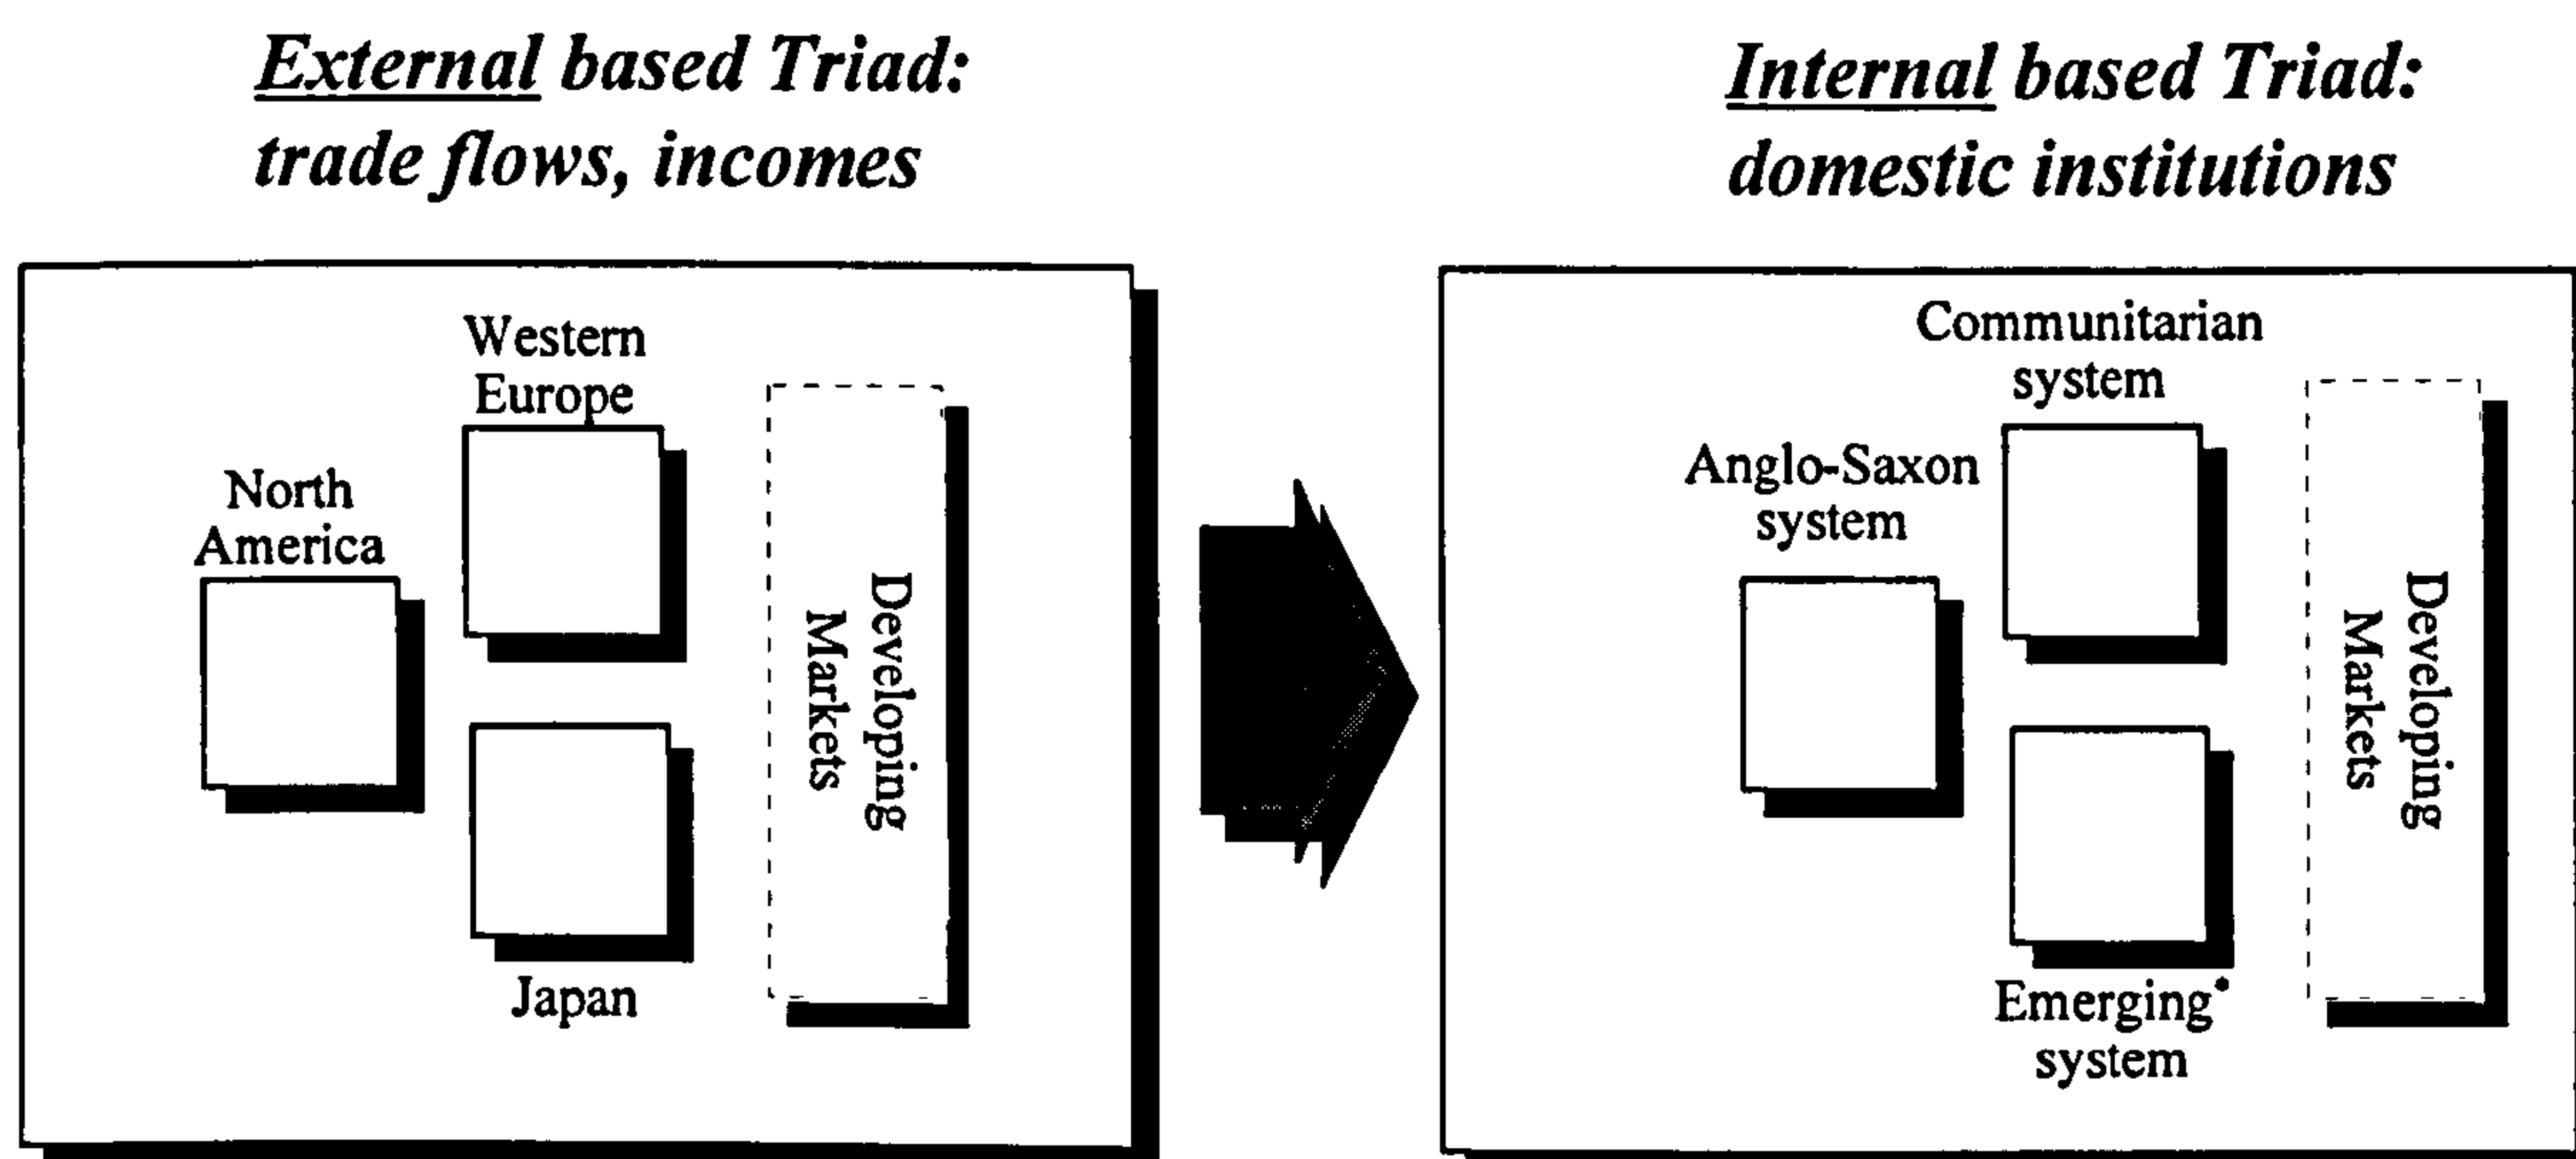 External based Triad:
trade flows, incomes
Western
Europe
North
America
Japan
Developing
Markets
Internal based Triad:
domestic institutions
Communitarian
system
Anglo-Saxon
system
Emerging*
system
Developing
Markets